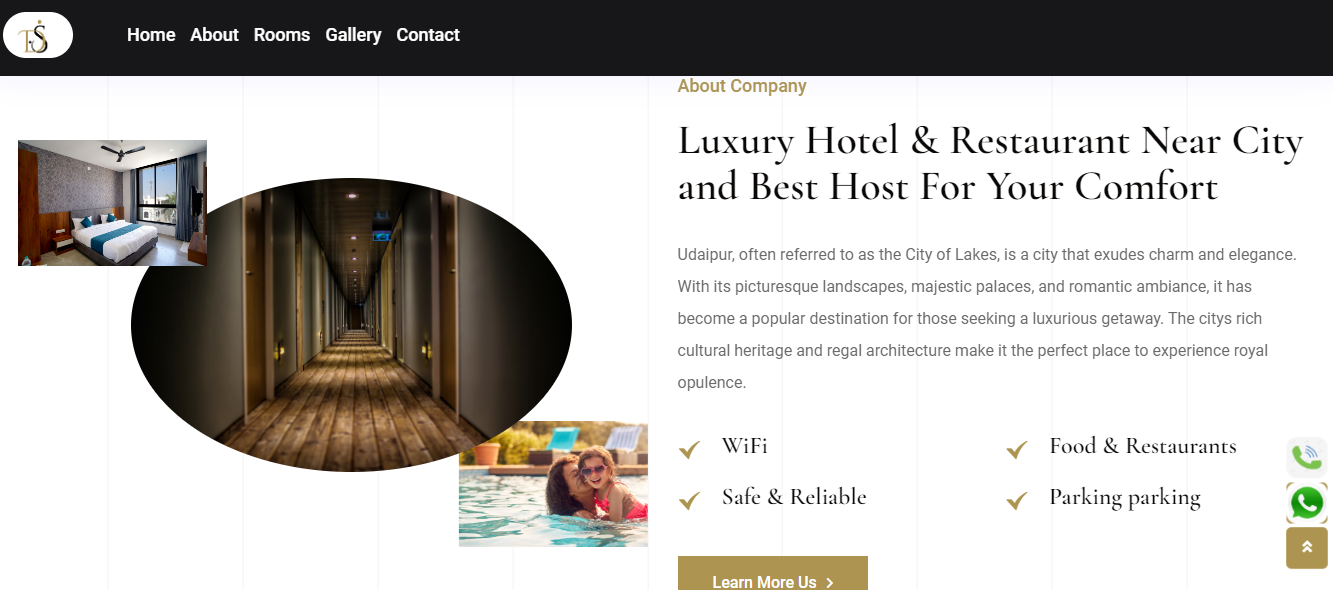 Home About Rooms Gallery Contact
About Company
Luxury Hotel & Restaurant Near City
and Best Host For Your Comfort
Udaipur, often referred to as the City of Lakes, is a city that exudes charm and elegance.
With its picturesque landscapes, majestic palaces, and romantic ambiance, it has
become a popular destination for those seeking a luxurious getaway. The citys rich
cultural heritage and regal architecture make it the perfect place to experience royal
opulence.
WiFi
Food & Restaurants
Safe & Reliable
Parking parking
Learn More Us